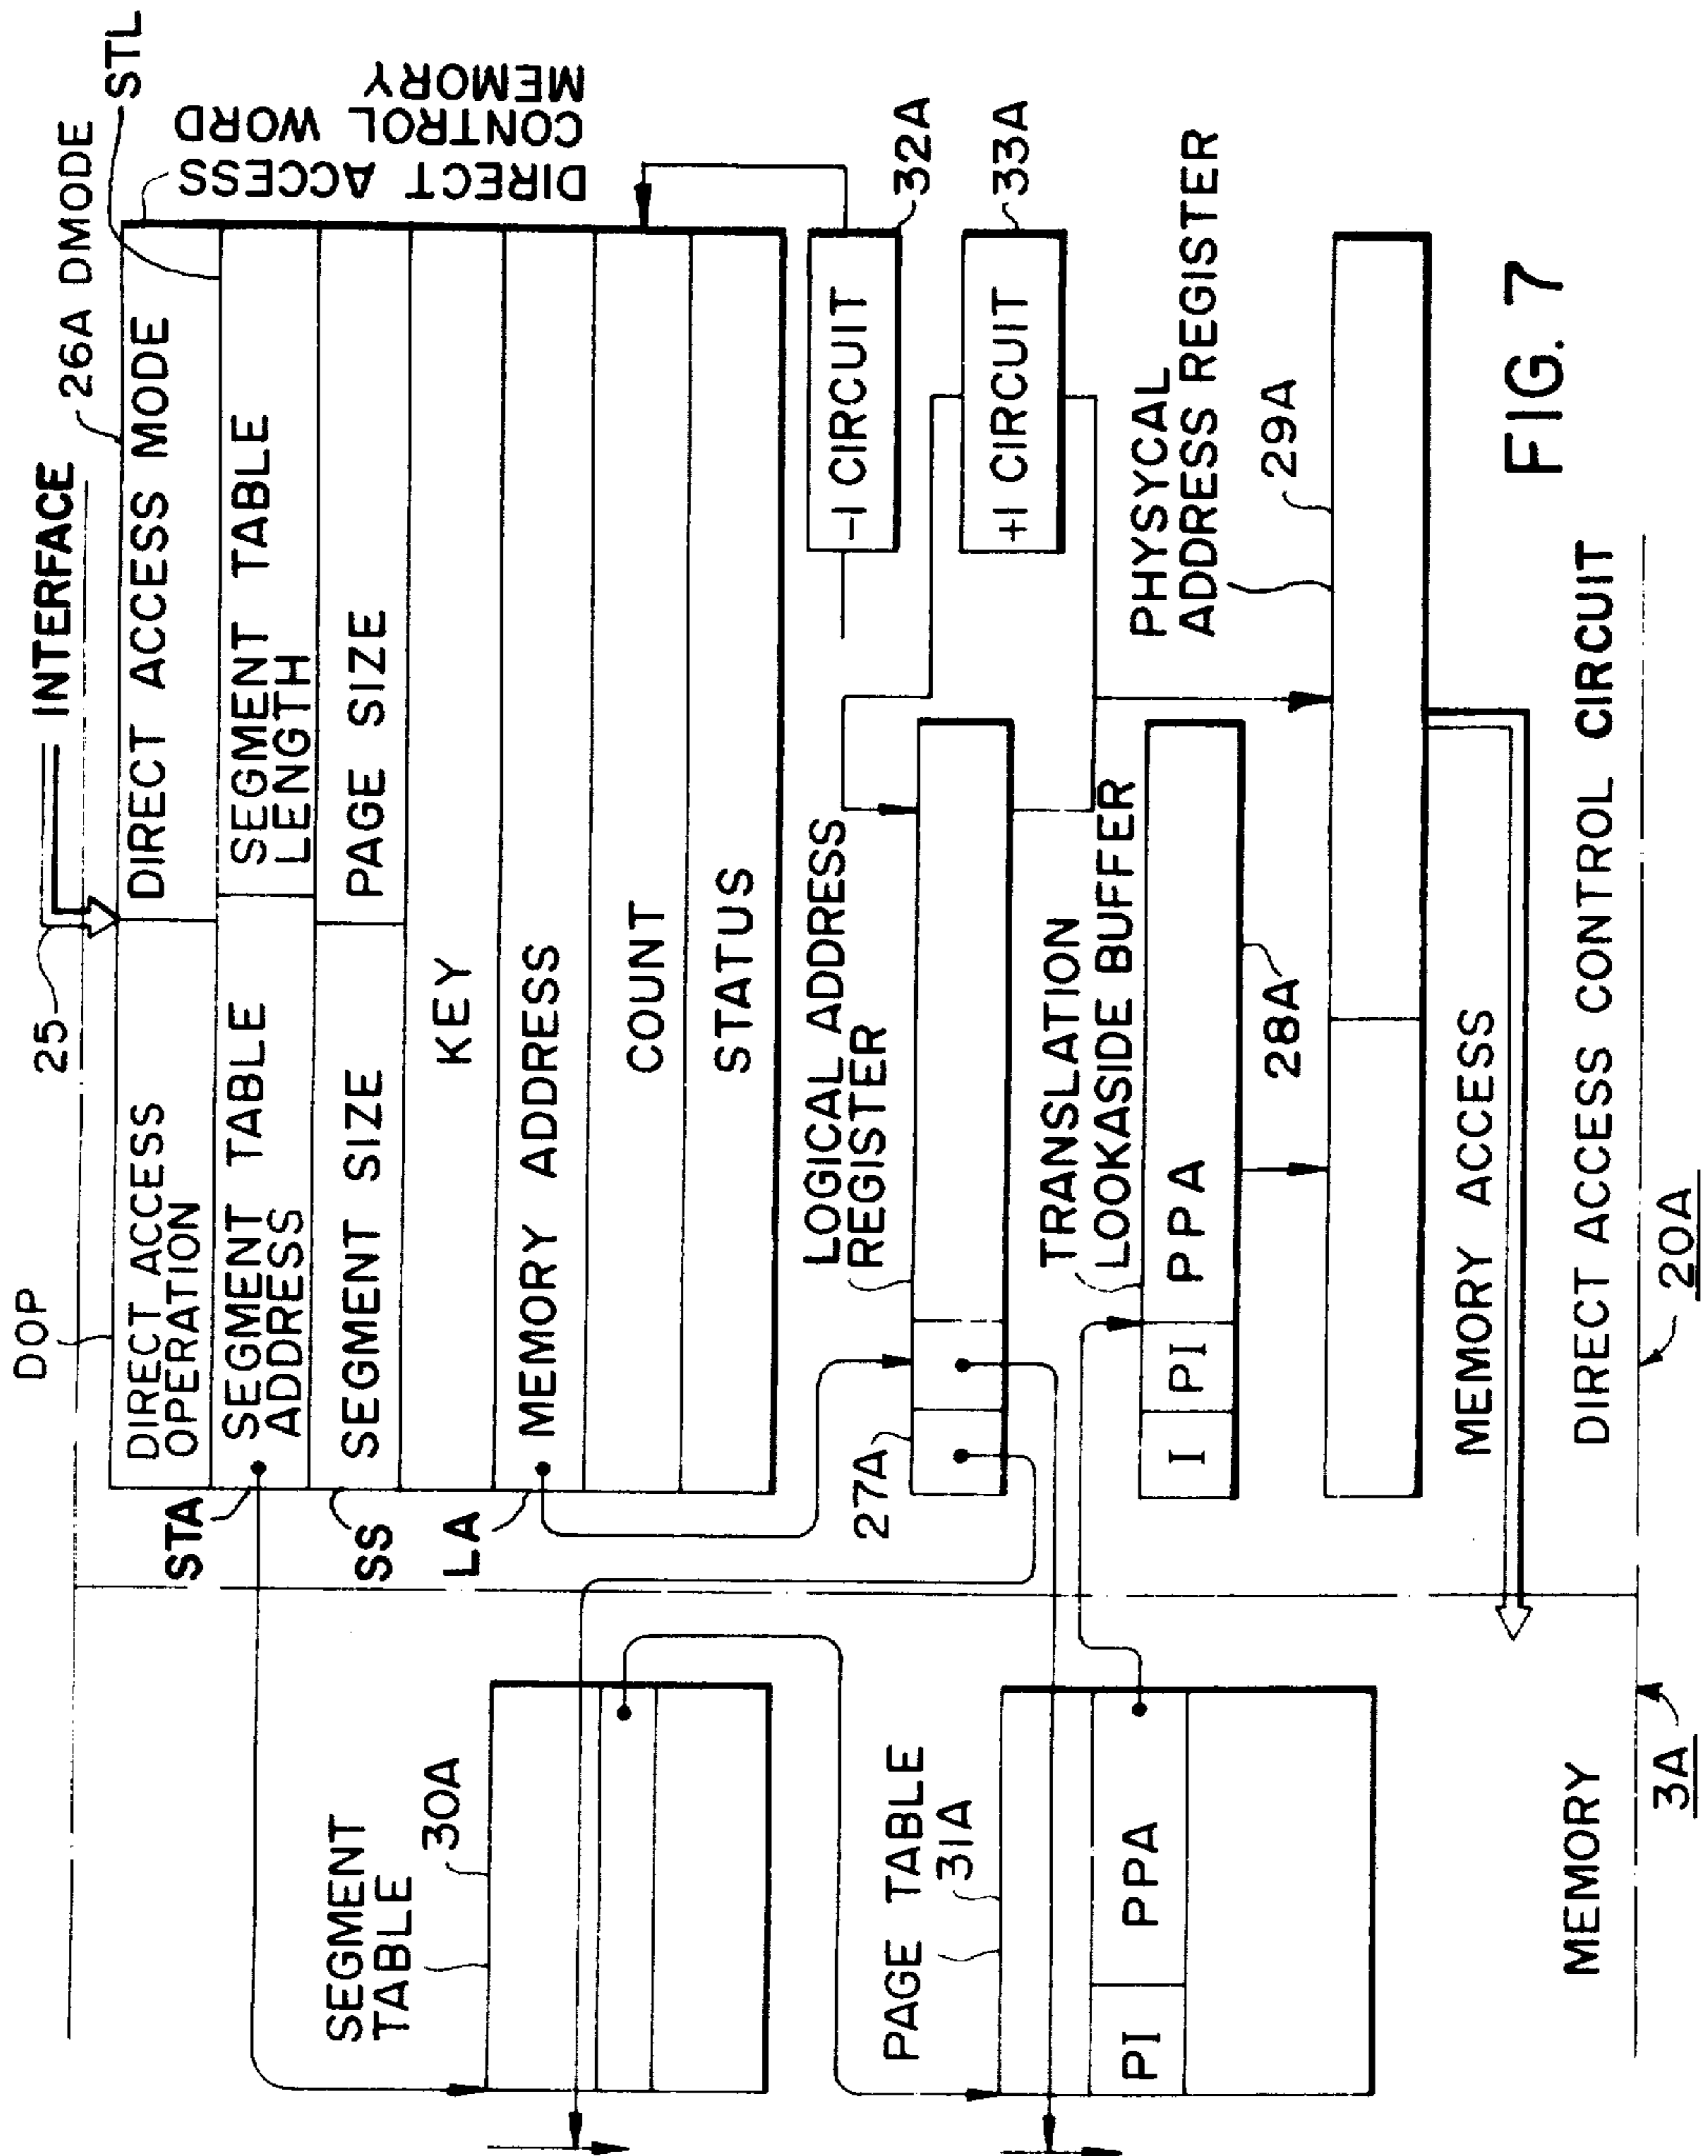 INTERFACE
25
DOP
26A DMODE
STL
DIRECT ACCESS
OPERATION
DIRECT ACCESS MODE
DIRECT ACCESS
CONTROL WORD
MEMORY
STA
SEGMENT TABLE
ADDRESS
SEGMENT TABLE
LENGTH
SS
SEGMENT SIZE
PAGE SIZE
KEY
LA
MEMORY ADDRESS
COUNT
STATUS
SEGMENT
TABLE
30A
LOGICAL ADDRESS
REGISTER
27A
-1 CIRCUIT
32A
+1 CIRCUIT
33A
PAGE TABLE
31A
PI
PPA
TRANSLATION
LOOKASIDE BUFFER
I
PI
PPA
28A
PHYSYCAL
ADDRESS REGISTER
29A
MEMORY ACCESS
MEMORY
3A
DIRECT ACCESS CONTROL CIRCUIT
20A
FIG. 7